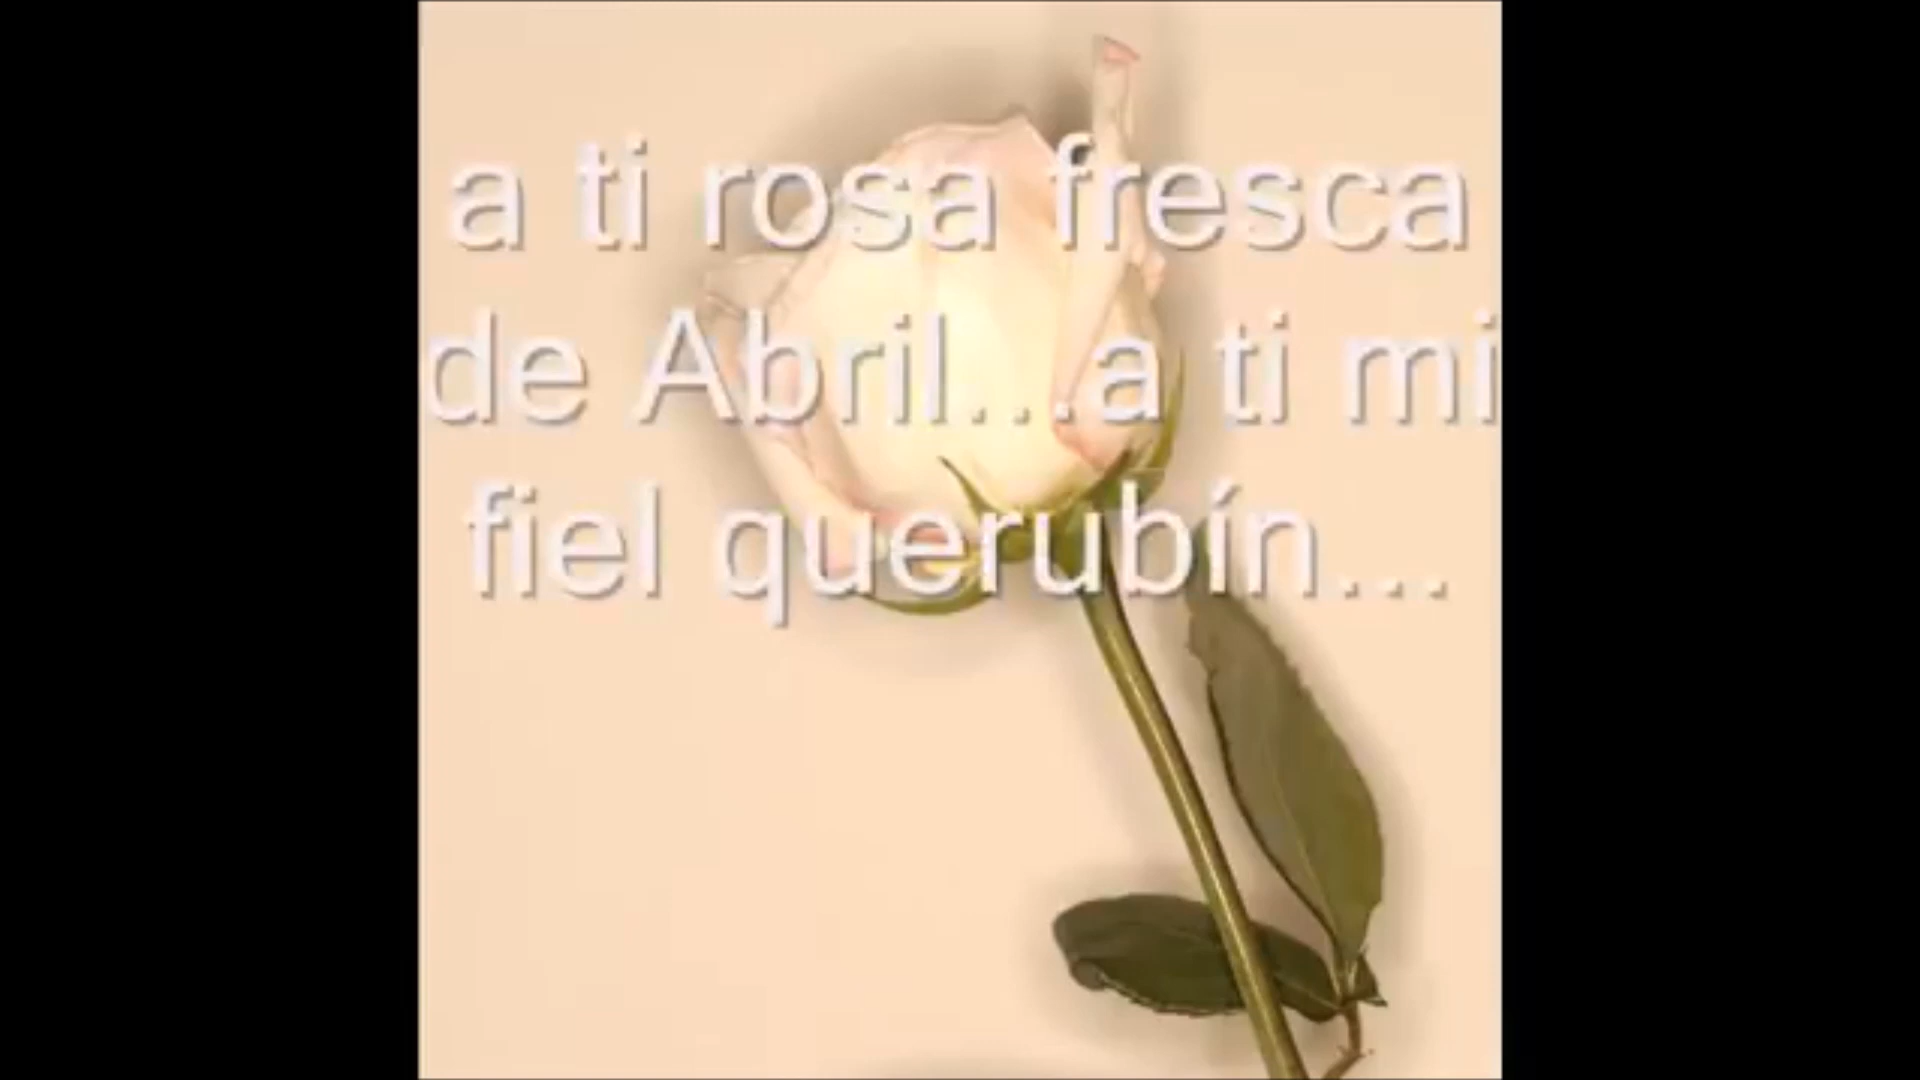 a ti rosa fresca
de Abril...a ti mi
fiel querubín...